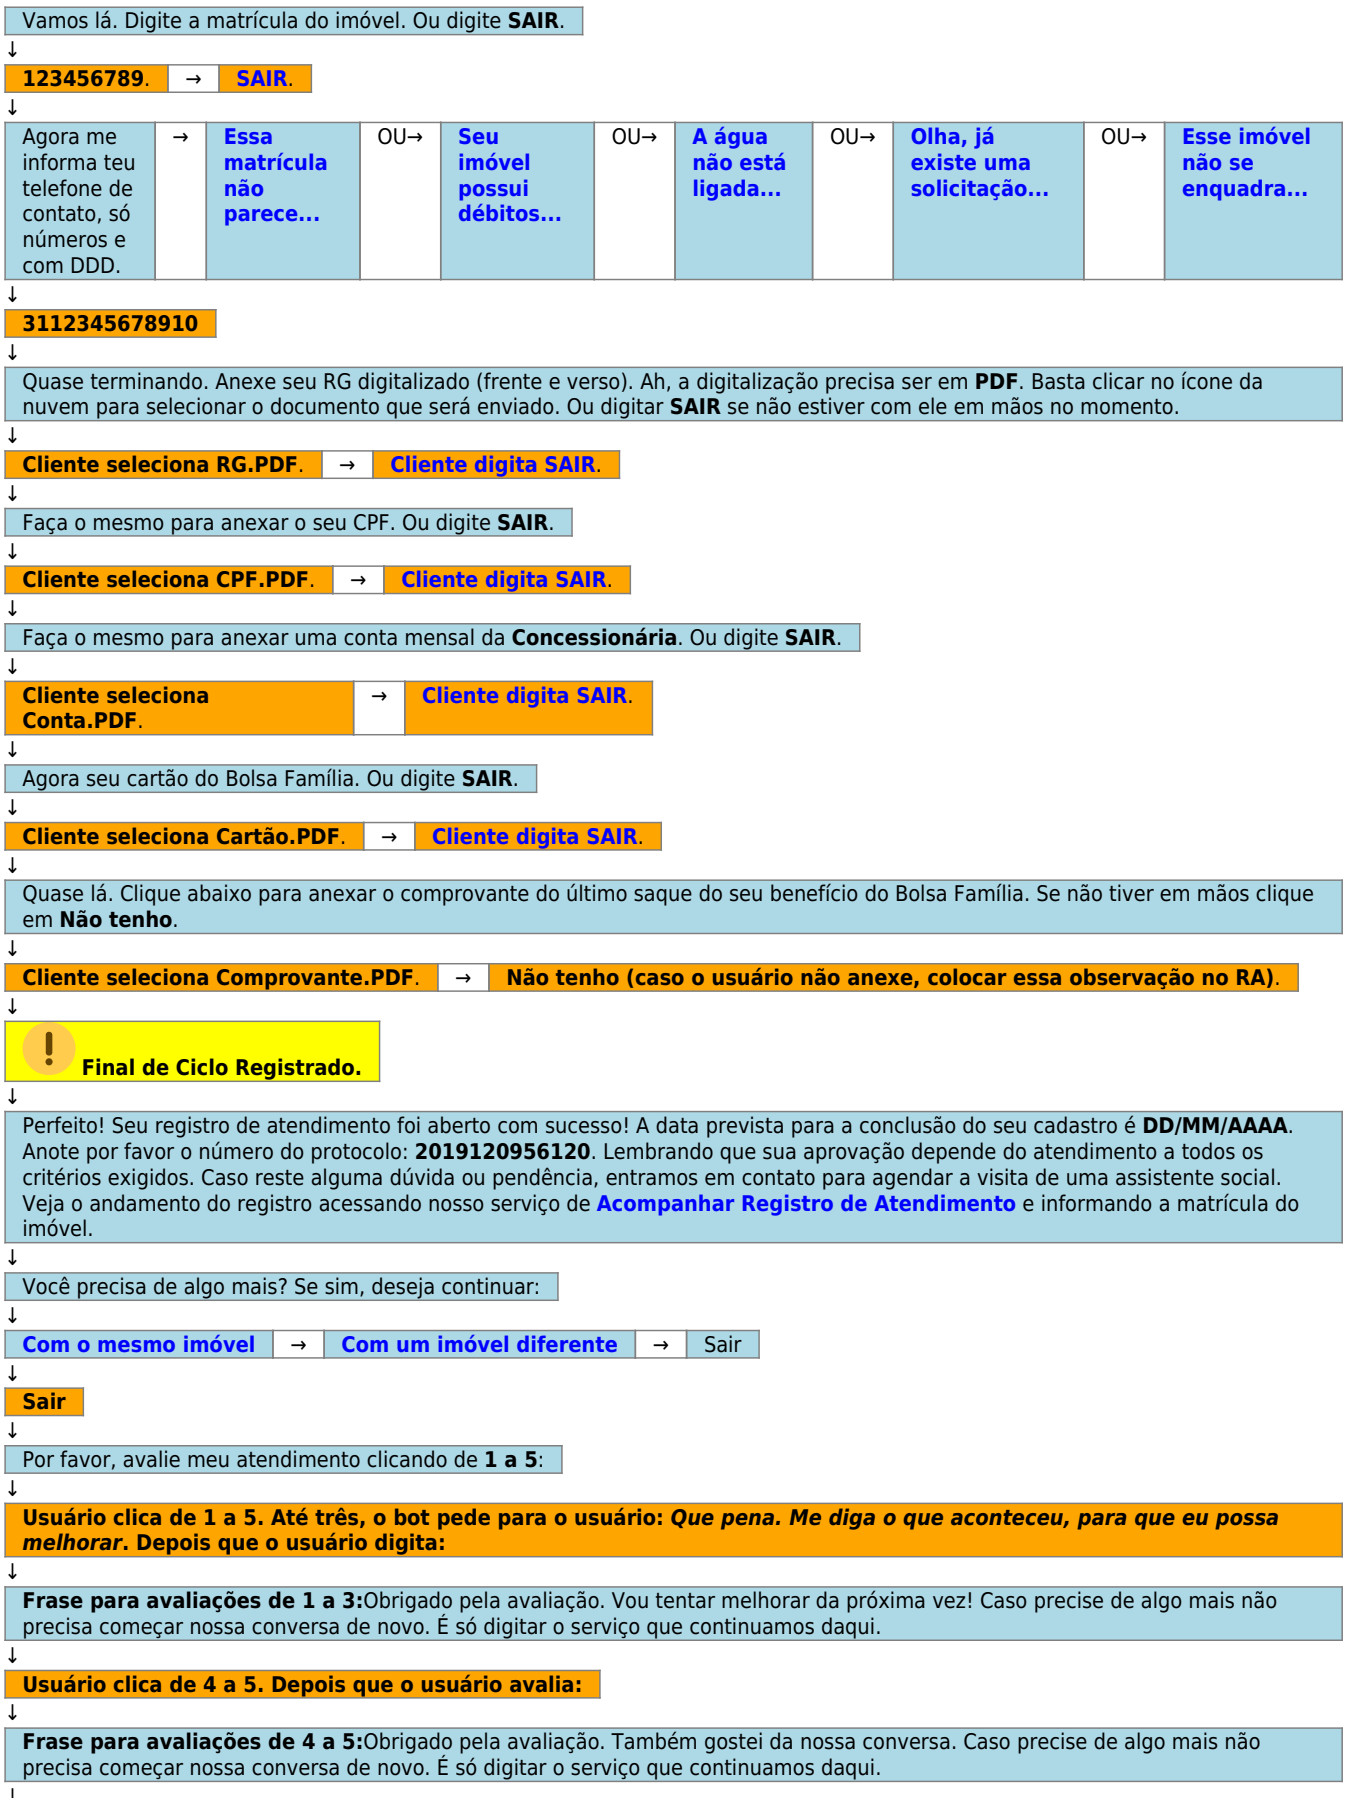 Vamos lá. Digite a matrícula do imóvel. Ou digite SAIR.
↓
123456789. → SAIR.
↓
Agora me informa teu telefone de contato, só números e com DDD.
→
Essa matrícula não parece...
OU→
Seu imóvel possui débitos...
OU→
A água não está ligada...
OU→
Olha, já existe uma solicitação...
OU→
Esse imóvel não se enquadra...
↓
3112345678910
↓
Quase terminando. Anexe seu RG digitalizado (frente e verso). Ah, a digitalização precisa ser em PDF. Basta clicar no ícone da
nuvem para selecionar o documento que será enviado. Ou digitar SAIR se não estiver com ele em mãos no momento.
↓
Cliente seleciona RG.PDF. → Cliente digita SAIR.
↓
Faça o mesmo para anexar o seu CPF. Ou digite SAIR.
↓
Cliente seleciona CPF.PDF. → Cliente digita SAIR.
↓
Faça o mesmo para anexar uma conta mensal da Concessionária. Ou digite SAIR.
↓
Cliente seleciona
Conta.PDF.
→ Cliente digita SAIR.
↓
Agora seu cartão do Bolsa Família. Ou digite SAIR.
↓
Cliente seleciona Cartão.PDF. → Cliente digita SAIR.
↓
Quase lá. Clique abaixo para anexar o comprovante do último saque do seu benefício do Bolsa Família. Se não tiver em mãos clique
em Não tenho.
↓
Cliente seleciona Comprovante.PDF. → Não tenho (caso o usuário não anexe, colocar essa observação no RA).
↓
! Final de Ciclo Registrado.
↓
Perfeito! Seu registro de atendimento foi aberto com sucesso! A data prevista para a conclusão do seu cadastro é DD/MM/AAAA.
Anote por favor o número do protocolo: 2019120956120. Lembrando que sua aprovação depende do atendimento a todos os
critérios exigidos. Caso reste alguma dúvida ou pendência, entramos em contato para agendar a visita de uma assistente social.
Veja o andamento do registro acessando nosso serviço de Acompanhar Registro de Atendimento e informando a matrícula do
imóvel.
↓
Você precisa de algo mais? Se sim, deseja continuar:
↓
Com o mesmo imóvel → Com um imóvel diferente → Sair
↓
Sair
↓
Por favor, avalie meu atendimento clicando de 1 a 5:
↓
Usuário clica de 1 a 5. Até três, o bot pede para o usuário: Que pena. Me diga o que aconteceu, para que eu possa
melhorar. Depois que o usuário digita:
↓
Frase para avaliações de 1 a 3:Obrigado pela avaliação. Vou tentar melhorar da próxima vez! Caso precise de algo mais não
precisa começar nossa conversa de novo. É só digitar o serviço que continuamos daqui.
↓
Usuário clica de 4 a 5. Depois que o usuário avalia:
↓
Frase para avaliações de 4 a 5:Obrigado pela avaliação. Também gostei da nossa conversa. Caso precise de algo mais não
precisa começar nossa conversa de novo. É só digitar o serviço que continuamos daqui.